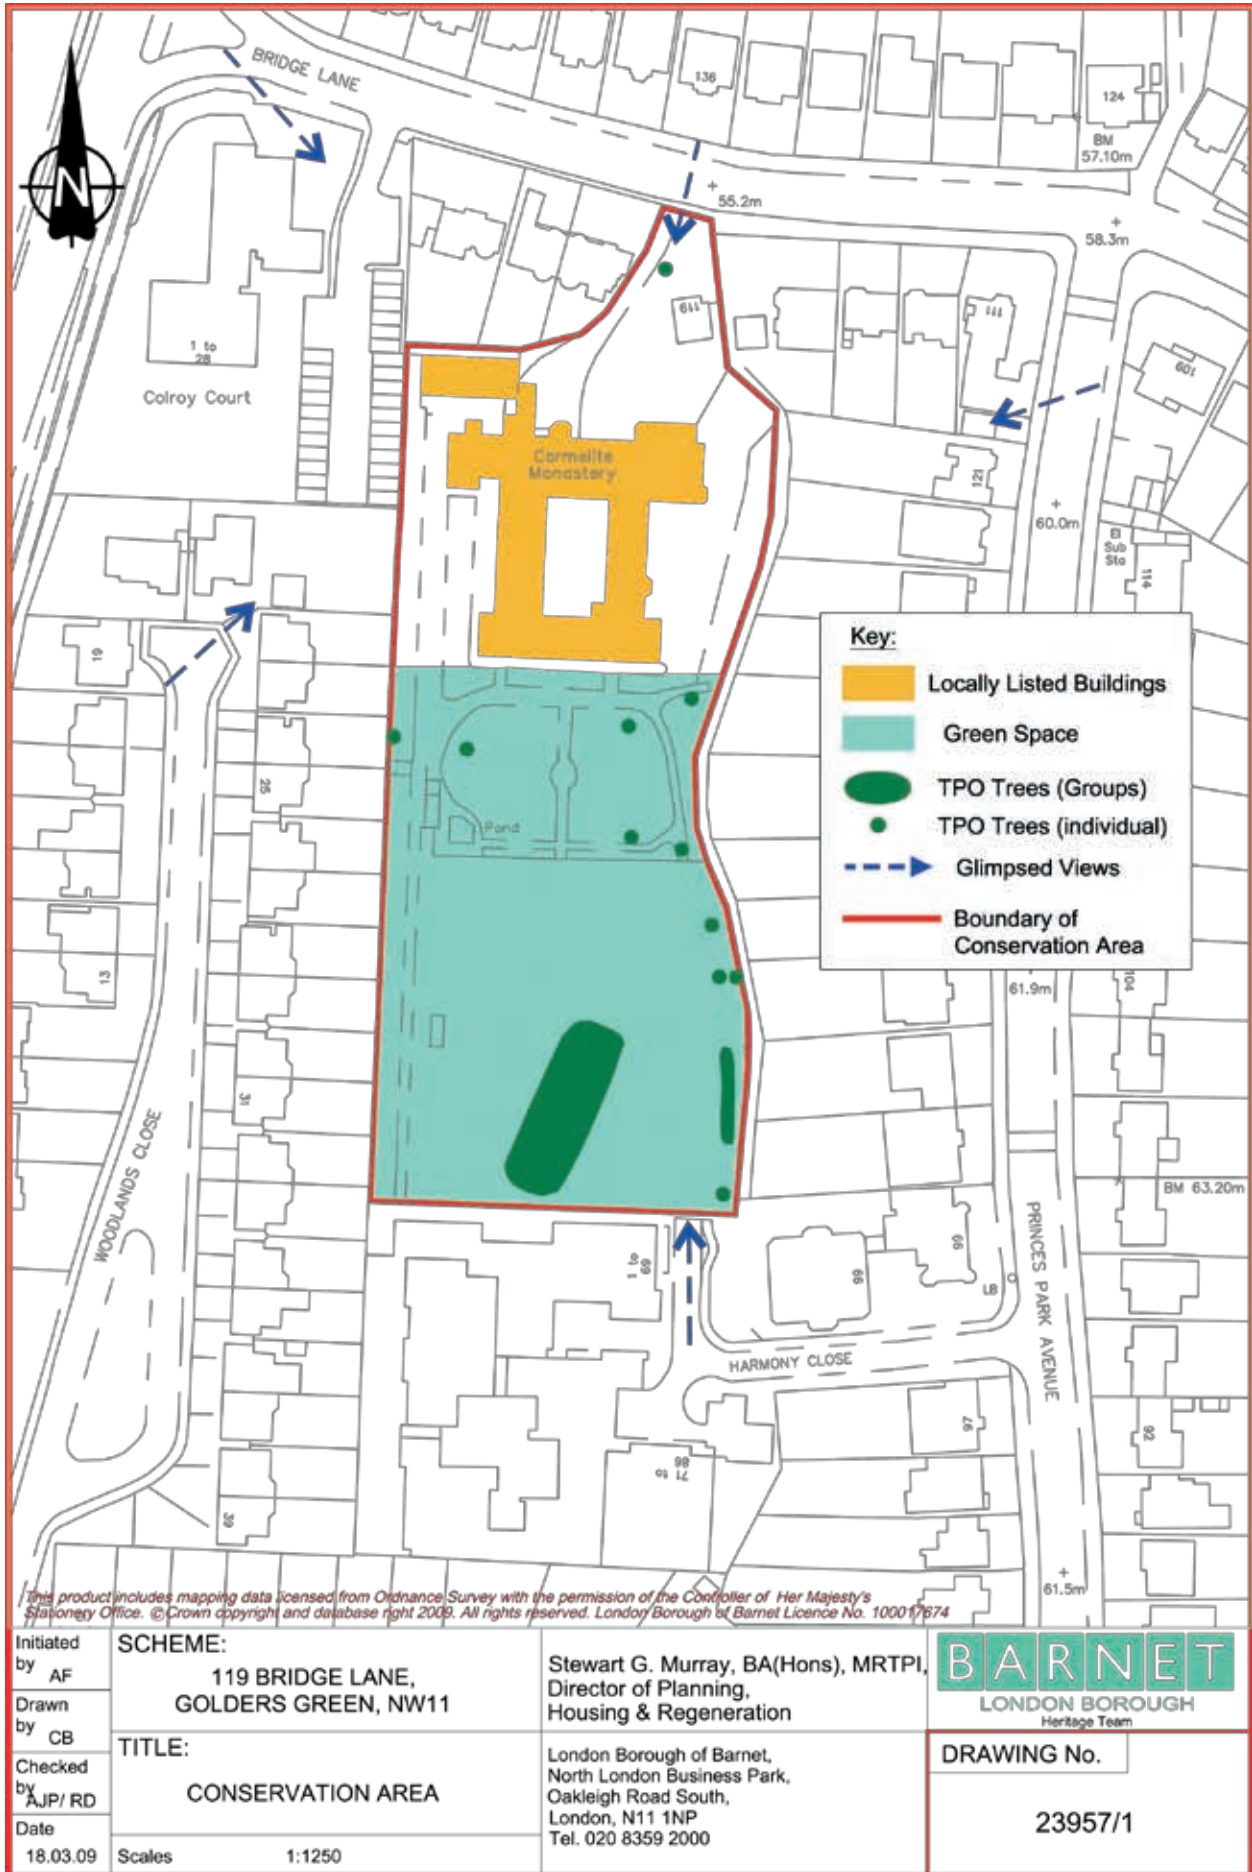 BRIDGE LANE
136
124
BM
57.10m
N
55.2m
58.3m
119
111
109
1 to
28
Colroy Court
Carmelite
Monastery
121
60.0m
El
Sub
Sta
114
19
Key:
Locally Listed Buildings
Green Space
TPO Trees (Groups)
TPO Trees (individual)
Glimpsed Views
Boundary of
Conservation Area
25
Pond
13
61.9m
104
31
WOODLANDS CLOSE
BM 63.20m
PRINCES PARK AVENUE
1 to
69
99
66
LB
HARMONY CLOSE
71 to
86
97
92
39
61.5m
This product includes mapping data licensed from Ordnance Survey with the permission of the Controller of Her Majesty's
Stationery Office. © Crown copyright and database right 2009. All rights reserved. London Borough of Barnet Licence No. 100017674
Initiated
by AF
Drawn
by CB
Checked
by AJP/ RD
Date
18.03.09
SCHEME:
119 BRIDGE LANE,
GOLDERS GREEN, NW11
TITLE:
CONSERVATION AREA
Scales 1:1250
Stewart G. Murray, BA(Hons), MRTPI,
Director of Planning,
Housing & Regeneration
London Borough of Barnet,
North London Business Park,
Oakleigh Road South,
London, N11 1NP
Tel. 020 8359 2000
BARNET
LONDON BOROUGH
Heritage Team
DRAWING No.
23957/1